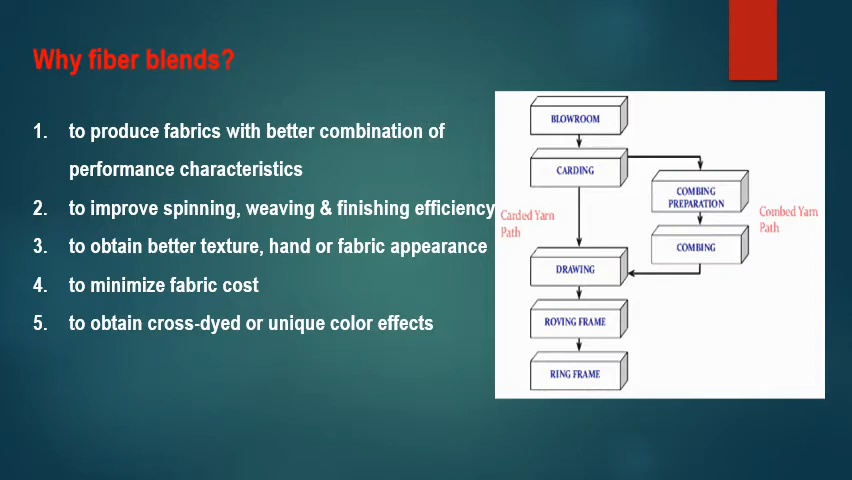 Why fiber blends?
1. to produce fabrics with better combination of
performance characteristics
2. to improve spinning, weaving & finishing efficiency
3. to obtain better texture, hand or fabric appearance
4. to minimize fabric cost
5. to obtain cross-dyed or unique color effects
BLOWROOM
CARDING
COMBING
PREPARATION
Carded Yarn
Path
Combed Yarn
Path
COMBING
DRAWING
ROVING FRAME
RING FRAME